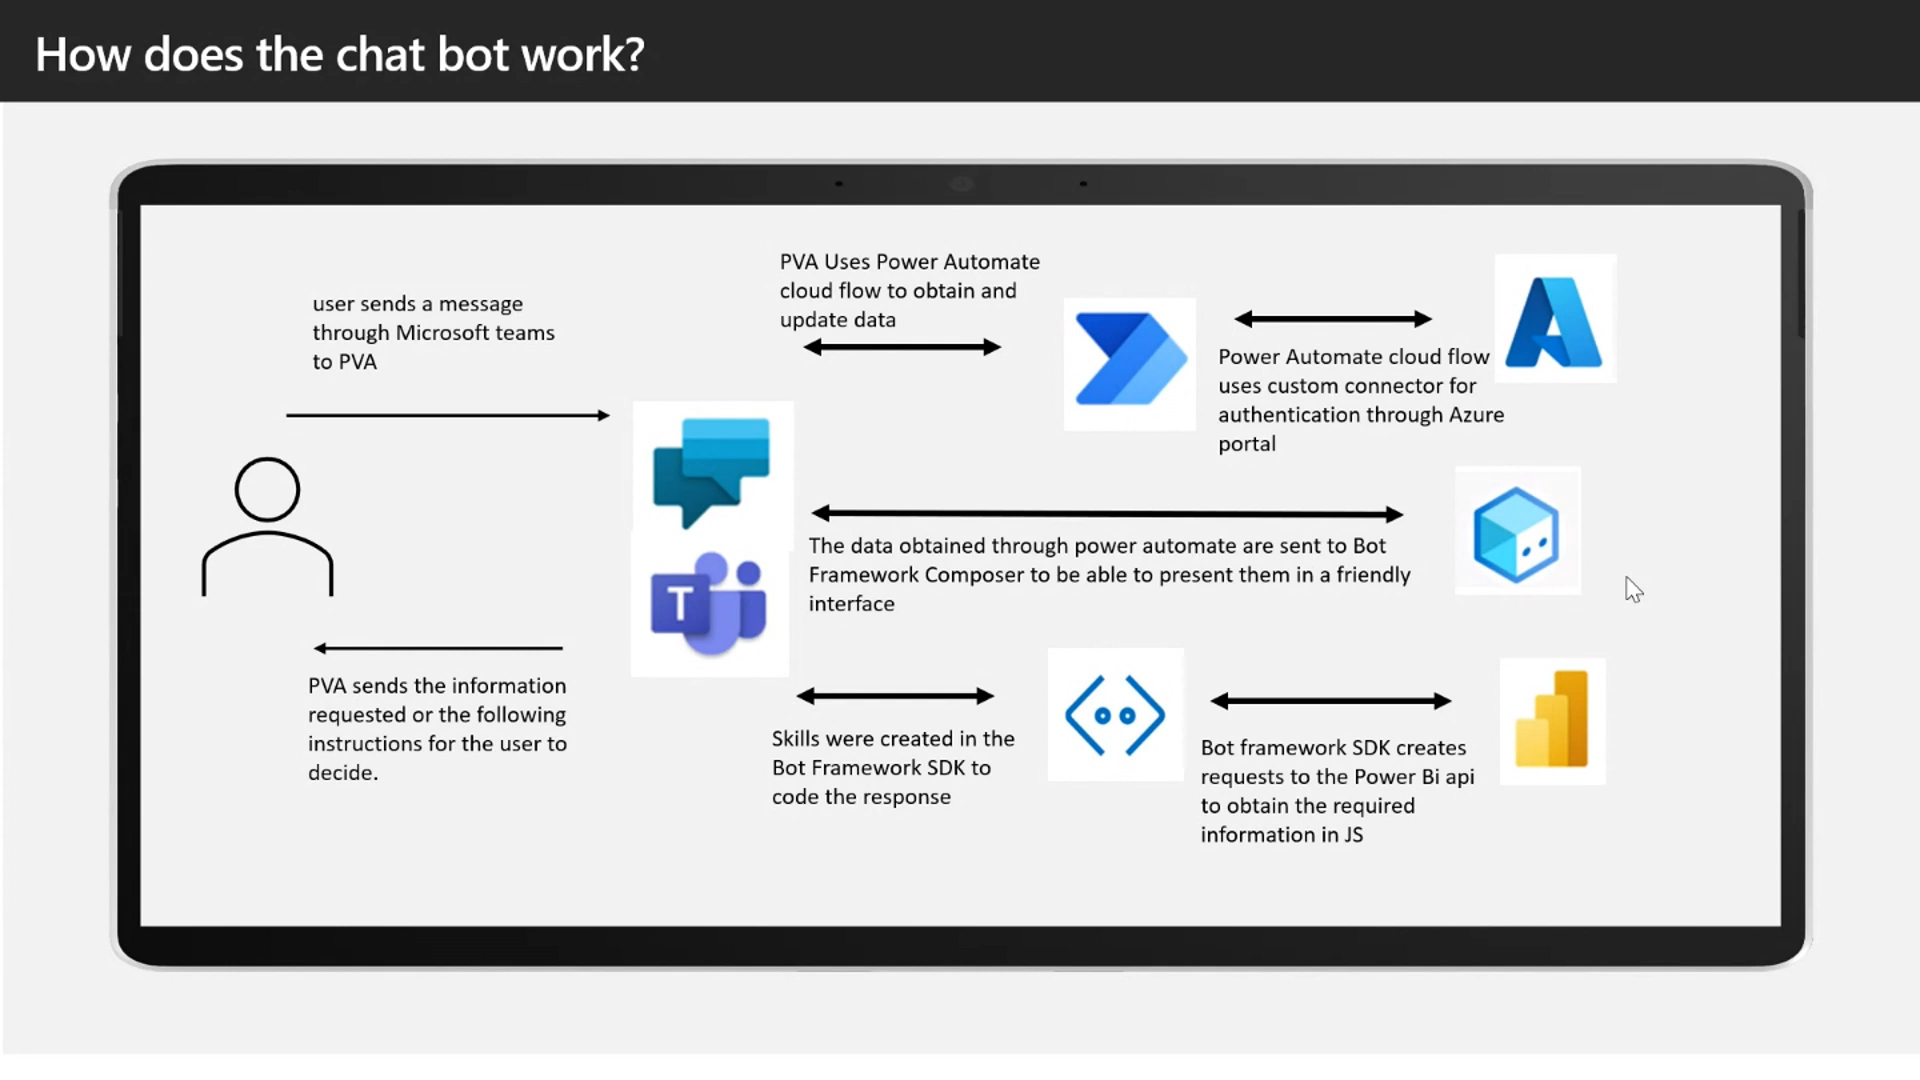 How does the chat bot work?
user sends a message
through Microsoft teams
to PVA
PVA Uses Power Automate
cloud flow to obtain and
update data
Power Automate cloud flow
uses custom connector for
authentication through Azure
portal
The data obtained through power automate are sent to Bot
Framework Composer to be able to present them in a friendly
interface
T
PVA sends the information
requested or the following
instructions for the user to
decide.
Skills were created in the
Bot Framework SDK to
code the response
Bot framework SDK creates
requests to the Power Bi api
to obtain the required
information in JS